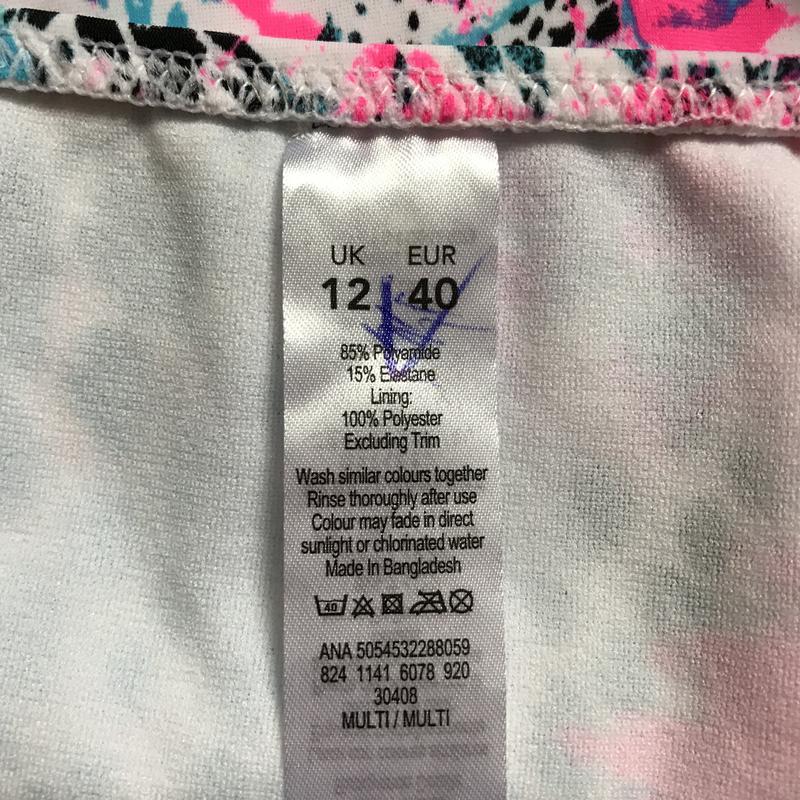 UK EUR
12 40
85% Polyamide
15% Elastane
Lining:
100% Polyester
Excluding Trim
Wash similar colours together
Rinse thoroughly after use
Colour may fade in direct
sunlight or chlorinated water
Made In Bangladesh
40
ANA 5054532288059
824 1141 6078 920
30408
MULTI / MULTI